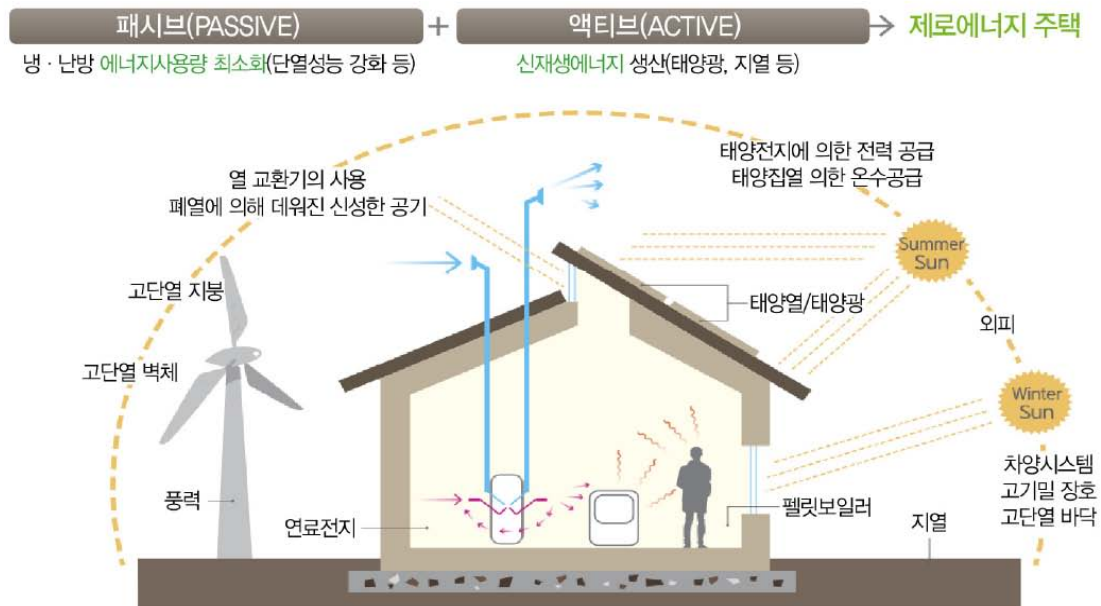 패시브(PASSIVE) + 액티브(ACTIVE) → 제로에너지 주택
냉 · 난방 에너지사용량 최소화(단열성능 강화 등)
신재생에너지 생산(태양광, 지열 등)
열 교환기의 사용
폐열에 의해 데워진 신성한 공기
태양전지에 의한 전력 공급
태양집열 의한 온수공급
Summer
Sun
고단열 지붕
태양열/태양광
외피
고단열 벽체
Winter
Sun
차양시스템
고기밀 장호
고단열 바닥
풍력
연료전지
펠릿보일러
지열